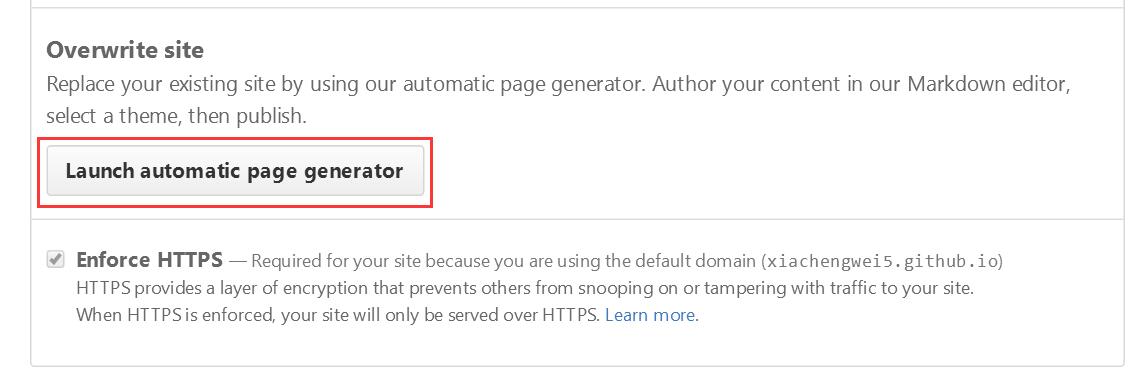 Overwrite site
Replace your existing site by using our automatic page generator. Author your content in our Markdown editor,
select a theme, then publish.
Launch automatic page generator
Enforce HTTPS — Required for your site because you are using the default domain (xiachengwei5.github.io)
HTTPS provides a layer of encryption that prevents others from snooping on or tampering with traffic to your site.
When HTTPS is enforced, your site will only be served over HTTPS. Learn more.